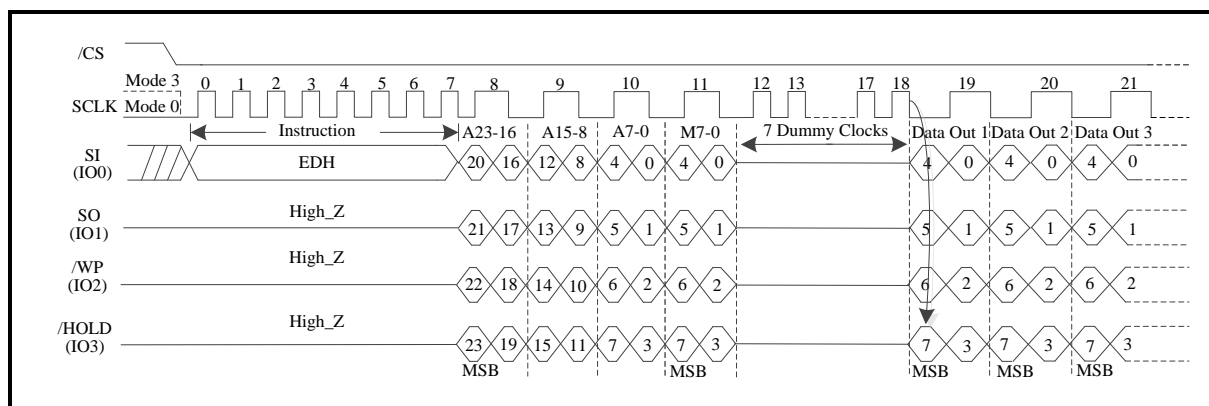 /CS
Mode 3 0 1 2 3 4 5 6 7 8 9 10 11 12 13 17 18 19 20 21
SCLK Mode 0
Instruction A23-16 A15-8 A7-0 M7-0 7 Dummy Clocks Data Out 1 Data Out 2 Data Out 3
SI
(IO0)
EDH 20 16 12 8 4 0 4 0 4 0 4 0 4 0
High_Z
SO
(IO1)
21 17 13 9 5 1 5 1 5 1 5 1 5 1
High_Z
/WP
(IO2)
22 18 14 10 6 2 6 2 6 2 6 2 6 2
High_Z
/HOLD
(IO3)
23 19 15 11 7 3 7 3 7 3 7 3 7 3
MSB MSB MSB MSB MSB